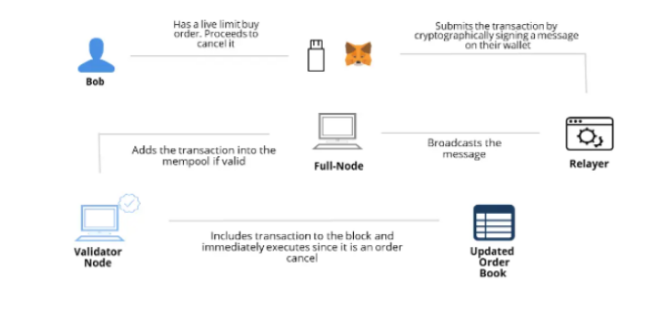 Has a live limit buy
order. Proceeds to
cancel it
Submits the transaction by
cryptographically signing a message
on their wallet
Bob
Adds the transaction into the
mempool if valid
Full-Node
Broadcasts the
message
Relayer
Validator
Node
Includes transaction to the block and
immediately executes since it is an order
cancel
Updated
Order
Book